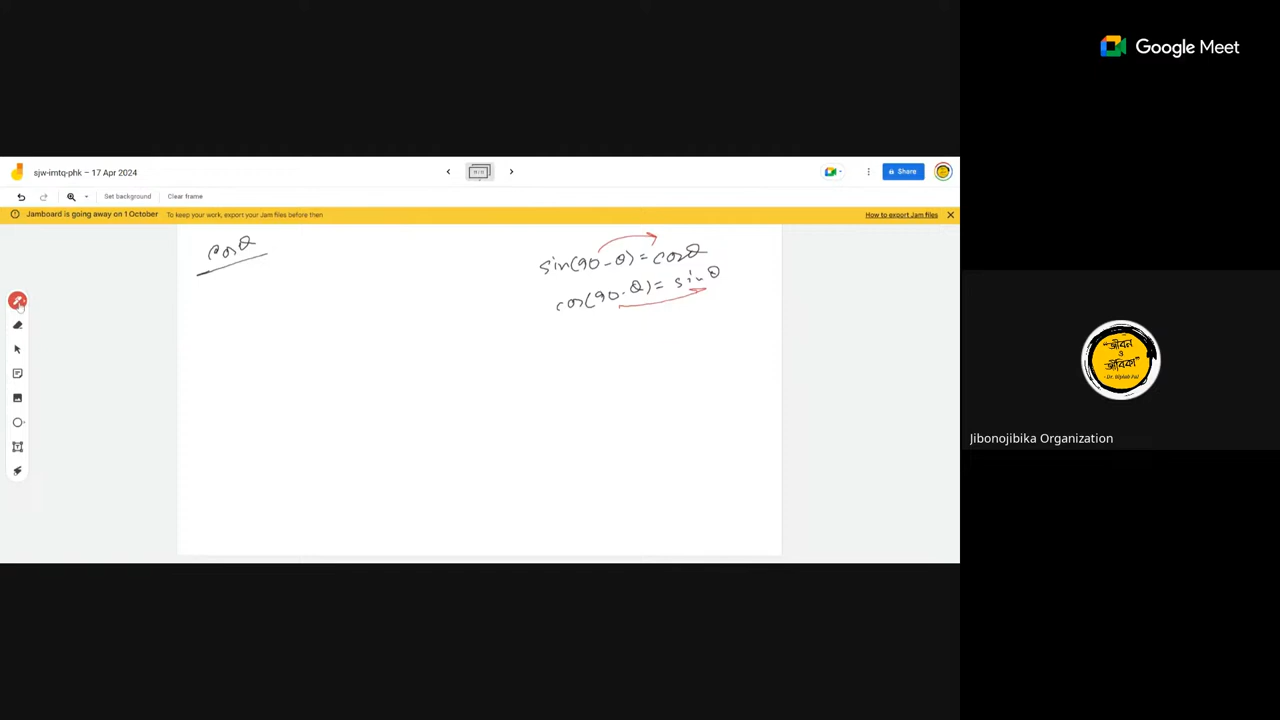 Google Meet
sjw-imtq-phk – 17 Apr 2024
Share
Set background
Clear frame
Jamboard is going away on 1 October
To keep your work, export your Jam files before then
How to export Jam files
cosθ
sin(90-θ)=cosθ
cos(90-θ)= sinθ
"জীবন
ও
জীবিকা"
Jibonojibika Organization